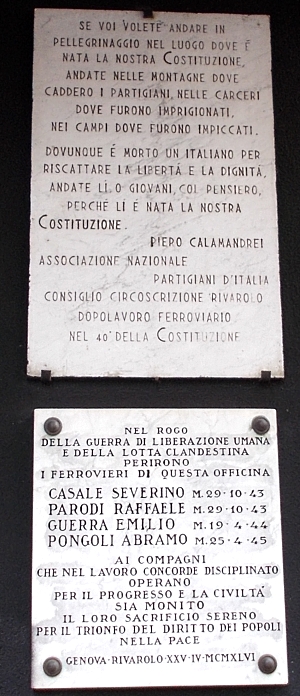 SE VOI VOLETE ANDARE IN
PELLEGRINAGGIO NEL LUOGO DOVE È
NATA LA NOSTRA COSTITUZIONE,
ANDATE NELLE MONTAGNE DOVE
CADDERO I PARTIGIANI, NELLE CARCERI
DOVE FURONO IMPRIGIONATI,
NEI CAMPI DOVE FURONO IMPICCATI.
DOVUNQUE É MORTO UN ITALIANO PER
RISCATTARE LA LIBERTÁ E LA DIGNITÁ,
ANDATE LÍ, O GIOVANI, COL PENSIERO,
PERCHÉ LÍ É NATA LA NOSTRA
COSTITUZIONE.
PIERO CALAMANDREI
ASSOCIAZIONE NAZIONALE
PARTIGIANI D'ITALIA
CONSIGLIO CIRCOSCRIZIONE RIVAROLO
DOPOLAVORO FERROVIARIO
NEL 40° DELLA COSTITUZIONE
NEL ROGO
DELLA GUERRA DI LIBERAZIONE UMANA
E DELLA LOTTA CLANDESTINA
PERIRONO
I FERROVIERI DI QUESTA OFFICINA
CASALE SEVERINO M.29·10·43
PARODI RAFFAELE M.29·10·43
GUERRA EMILIO M.19·4·44
PONGOLI ABRAMO M.25·4·45
AI COMPAGNI
CHE NEL LAVORO CONCORDE DISCIPLINATO
OPERANO
PER IL PROGRESSO E LA CIVILTA'
SIA MONITO
IL LORO SACRIFICIO SERENO
PER IL TRIONFO DEL DIRITTO DEI POPOLI
NELLA PACE
GENOVA·RIVAROLO·XXV·IV·MCMXLVI